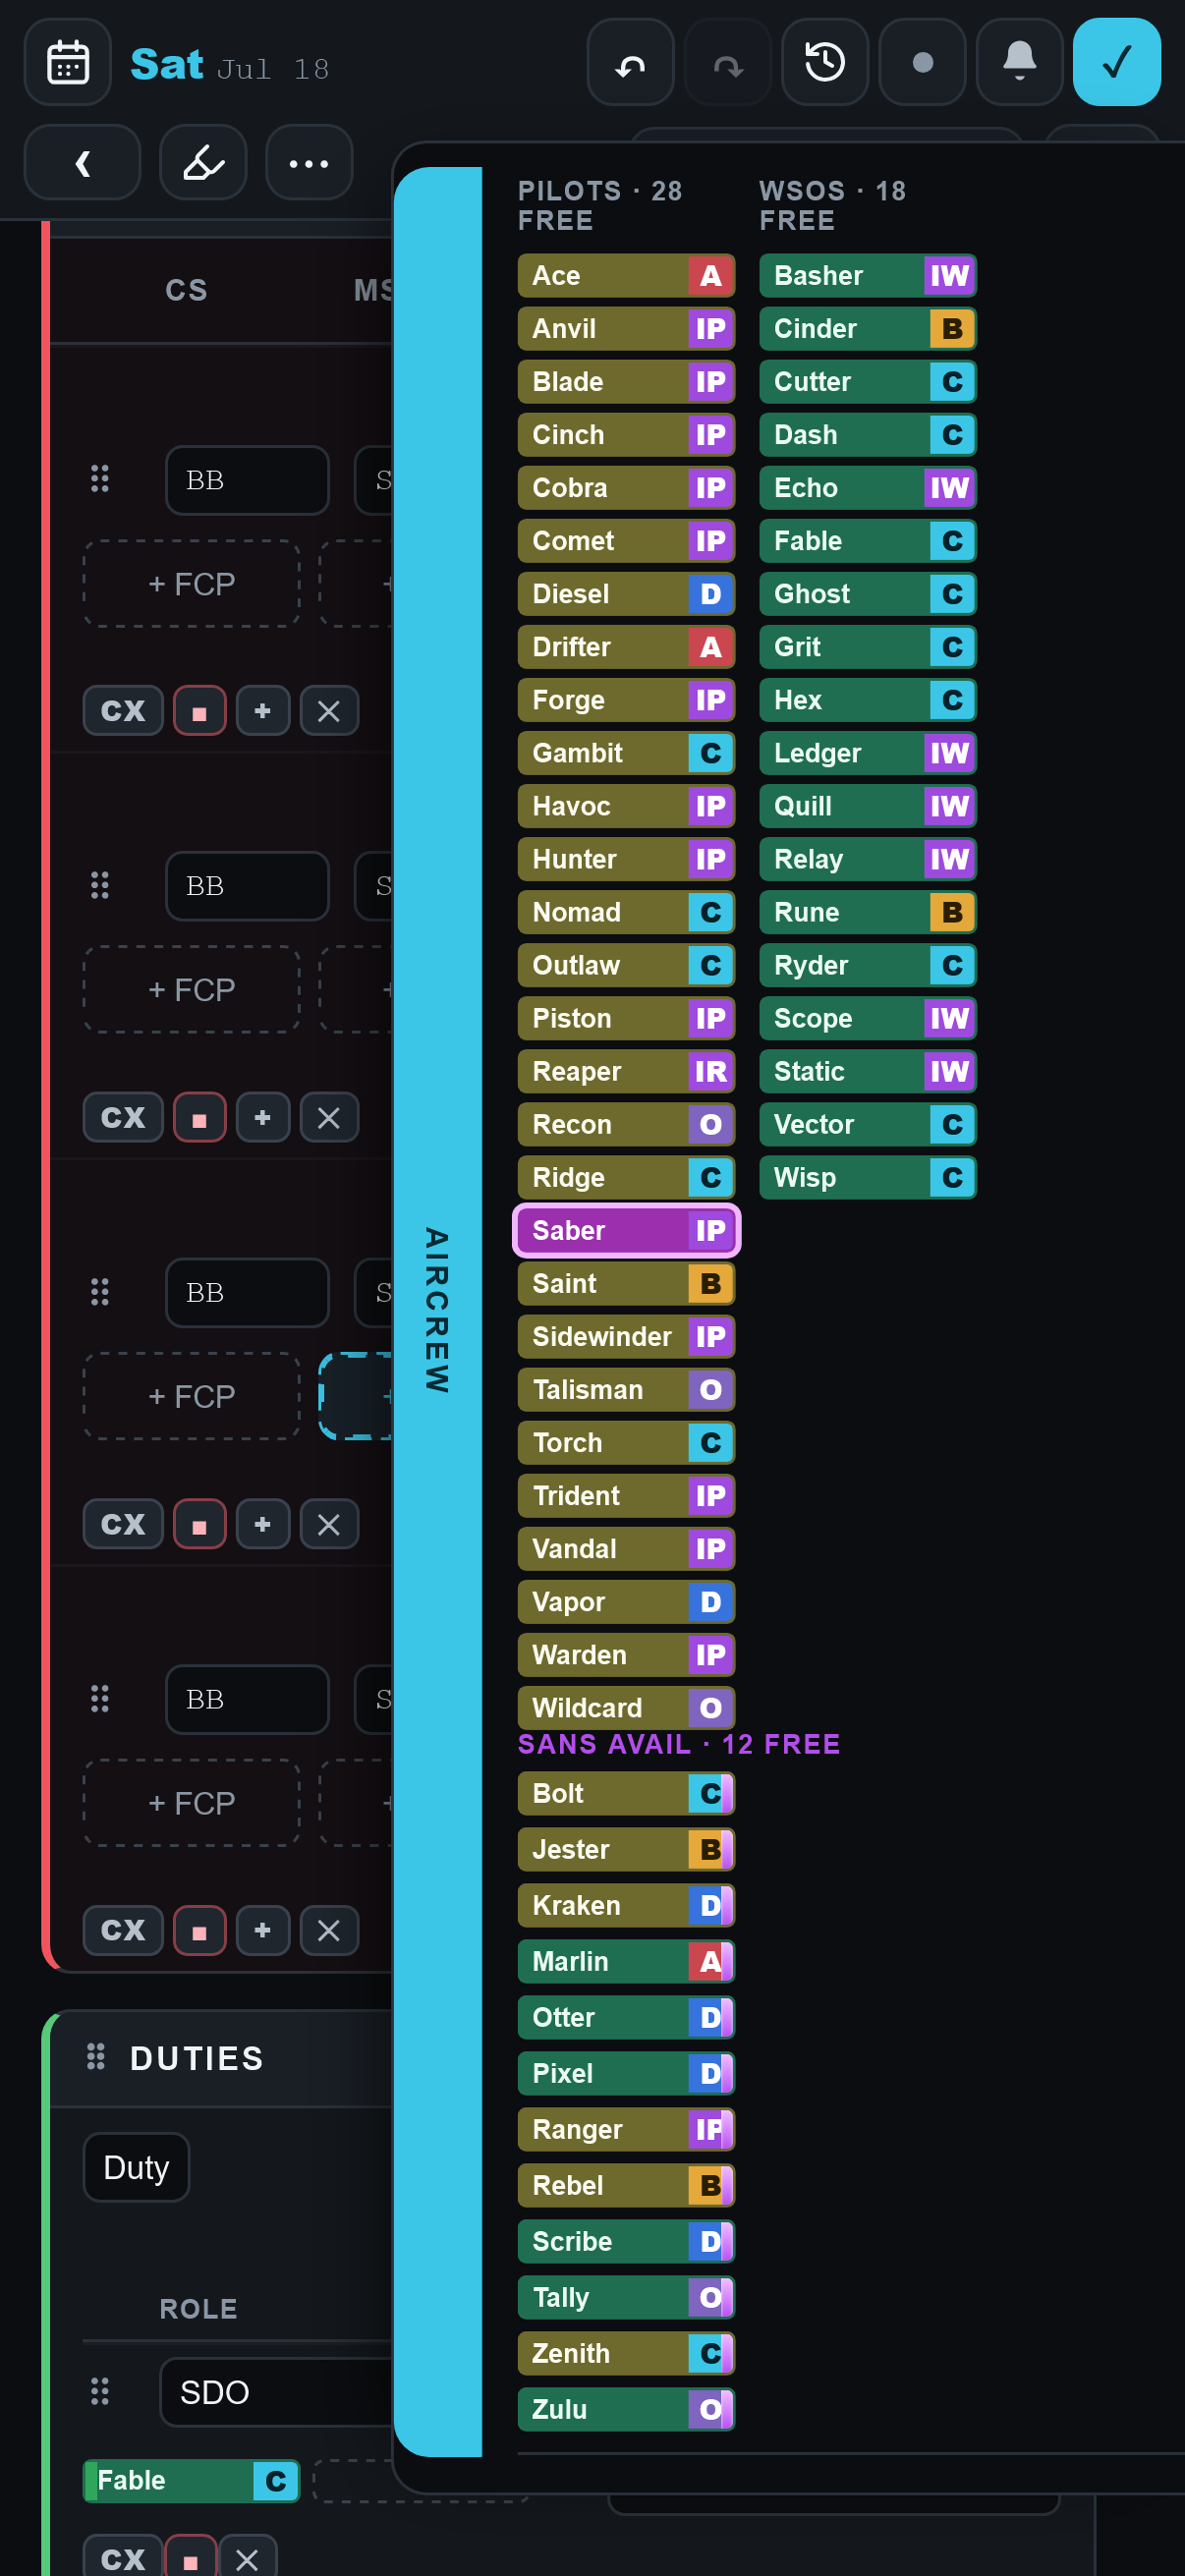 Sat Jul 18
PILOTS · 28 FREE
WSOS · 18 FREE
CS
BB
+ FCP
CX
BB
+ FCP
CX
BB
+ FCP
CX
BB
+ FCP
CX
DUTIES
Duty
ROLE
SDO
Fable C
CX
AIRCREW
Ace A
Anvil IP
Blade IP
Cinch IP
Cobra IP
Comet IP
Diesel D
Drifter A
Forge IP
Gambit C
Havoc IP
Hunter IP
Nomad C
Outlaw C
Piston IP
Reaper IR
Recon O
Ridge C
Saber IP
Saint B
Sidewinder IP
Talisman O
Torch C
Trident IP
Vandal IP
Vapor D
Warden IP
Wildcard O
Basher IW
Cinder B
Cutter C
Dash C
Echo IW
Fable C
Ghost C
Grit C
Hex C
Ledger IW
Quill IW
Relay IW
Rune B
Ryder C
Scope IW
Static IW
Vector C
Wisp C
SANS AVAIL · 12 FREE
Bolt C
Jester B
Kraken D
Marlin A
Otter D
Pixel D
Ranger IP
Rebel B
Scribe D
Tally O
Zenith C
Zulu O